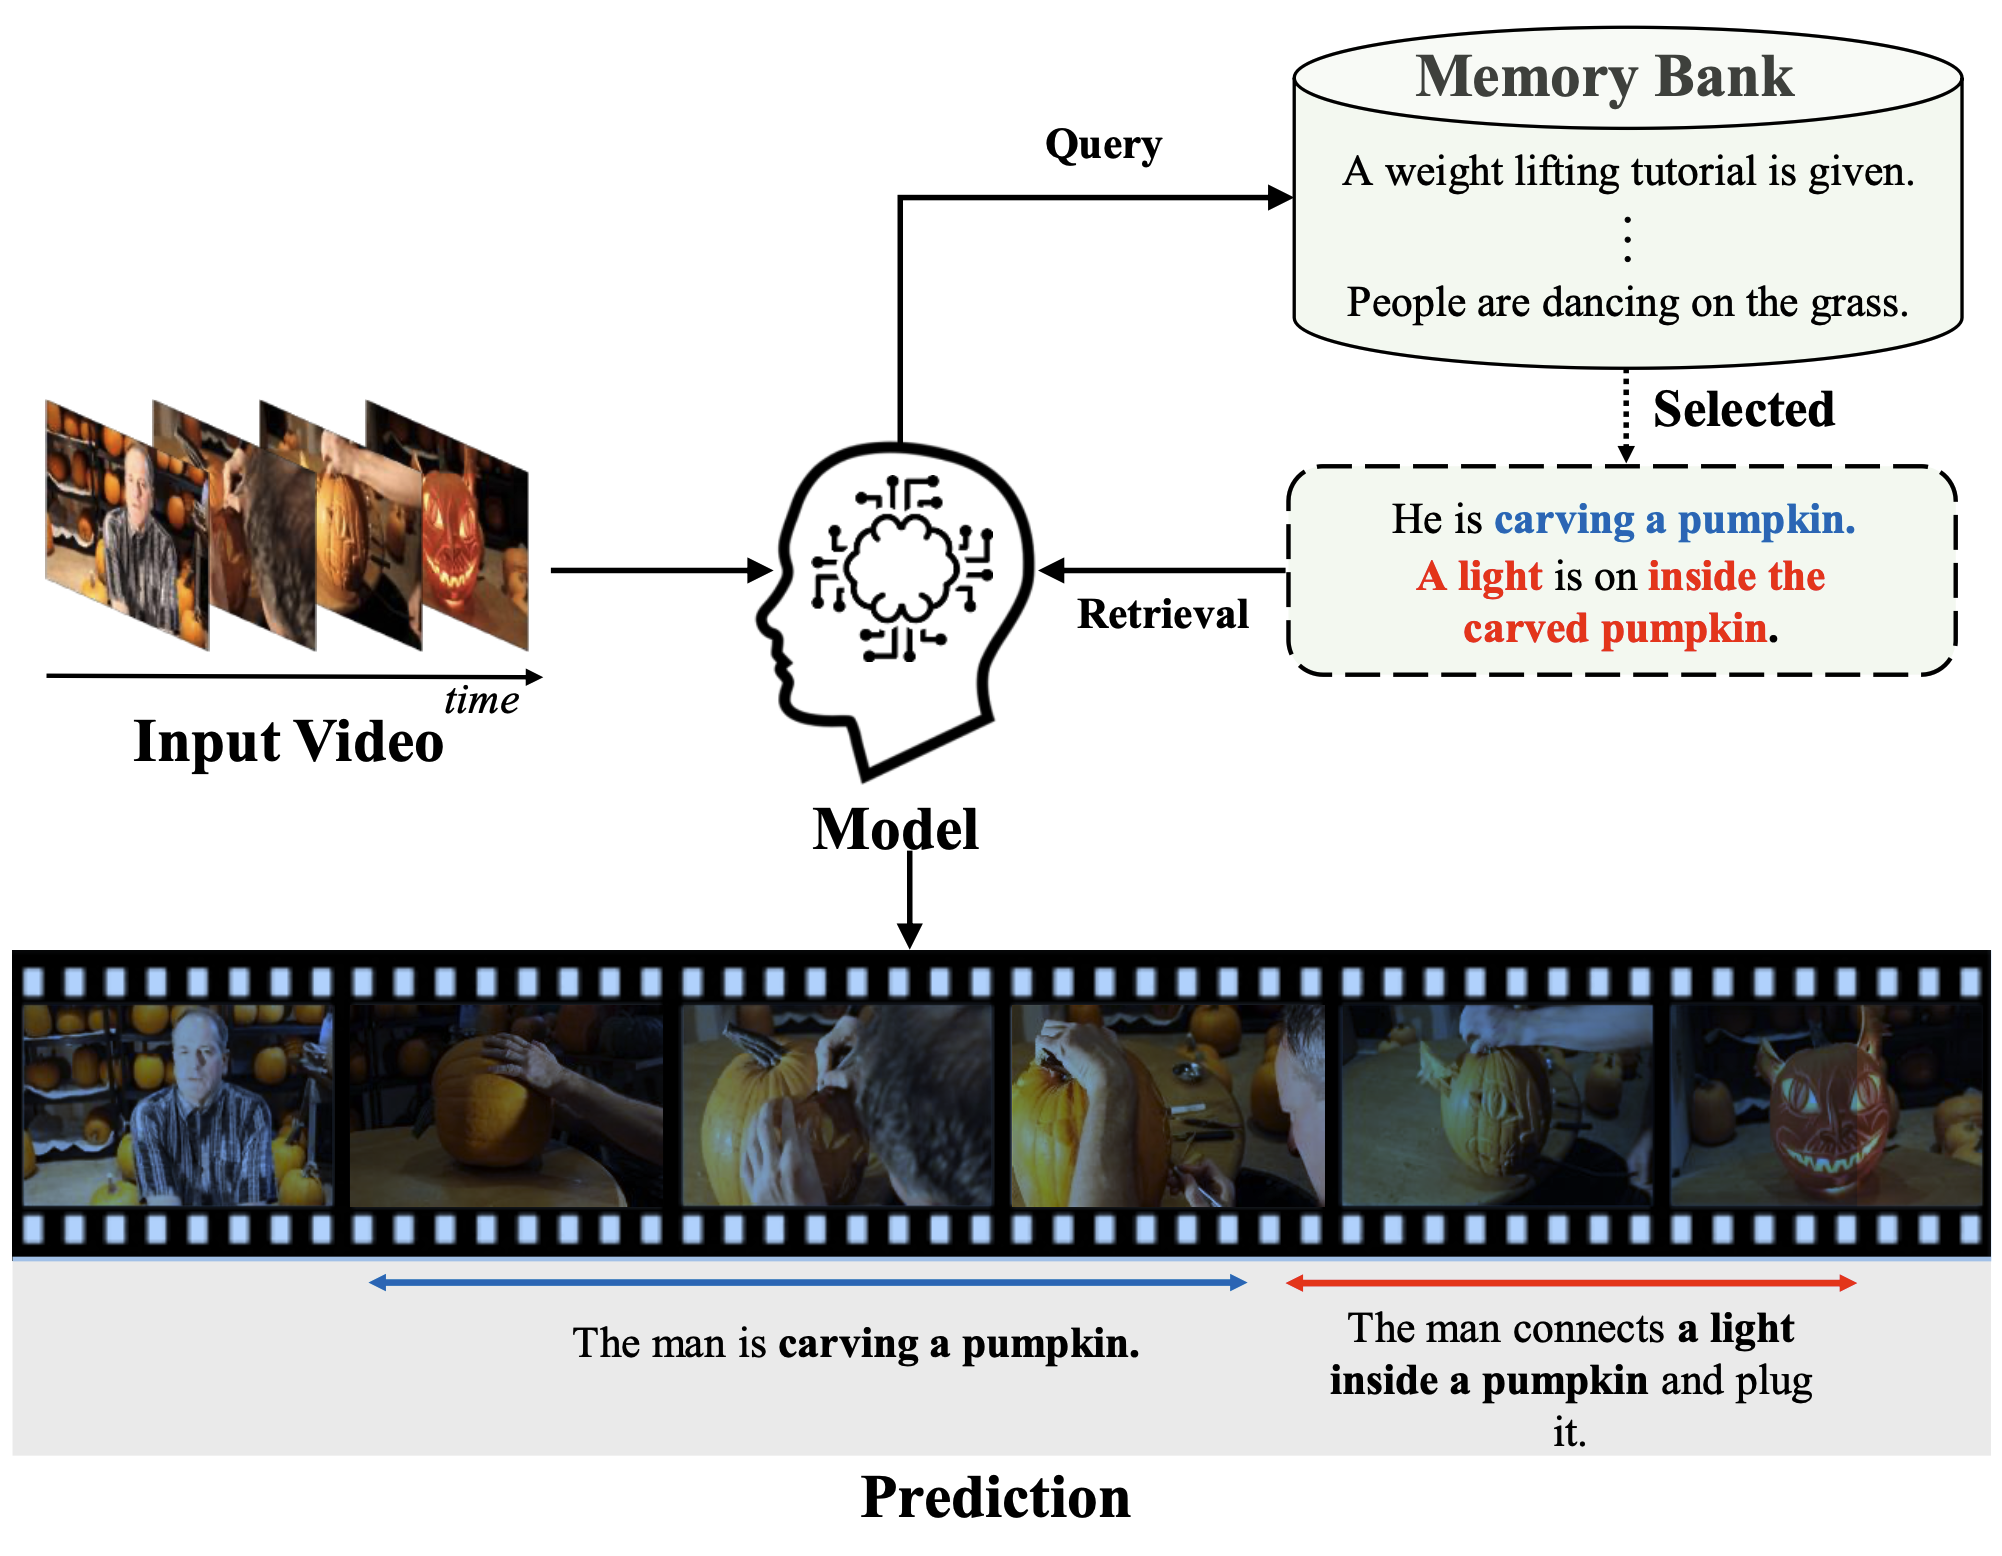 Memory Bank
Query
A weight lifting tutorial is given.
⋮
People are dancing on the grass.
Selected
He is carving a pumpkin.
A light is on inside the
carved pumpkin.
Retrieval
time
Input Video
Model
The man is carving a pumpkin.
The man connects a light
inside a pumpkin and plug
it.
Prediction